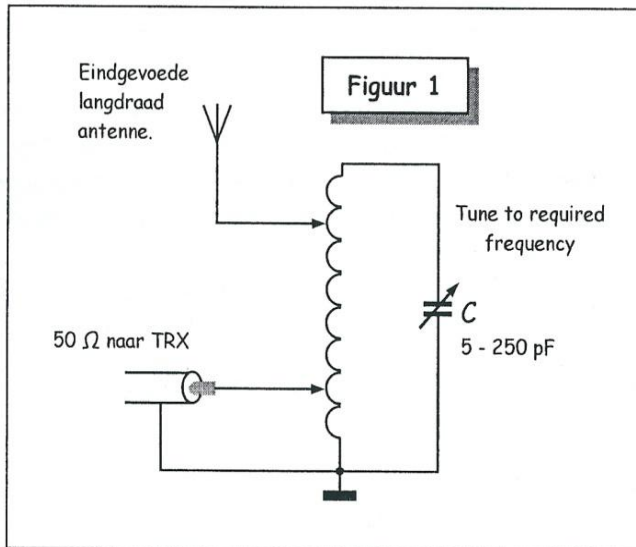 Eindgevoede
langdraad
antenne.
Figuur 1
Tune to required
frequency
C
5 - 250 pF
50 Ω naar TRX